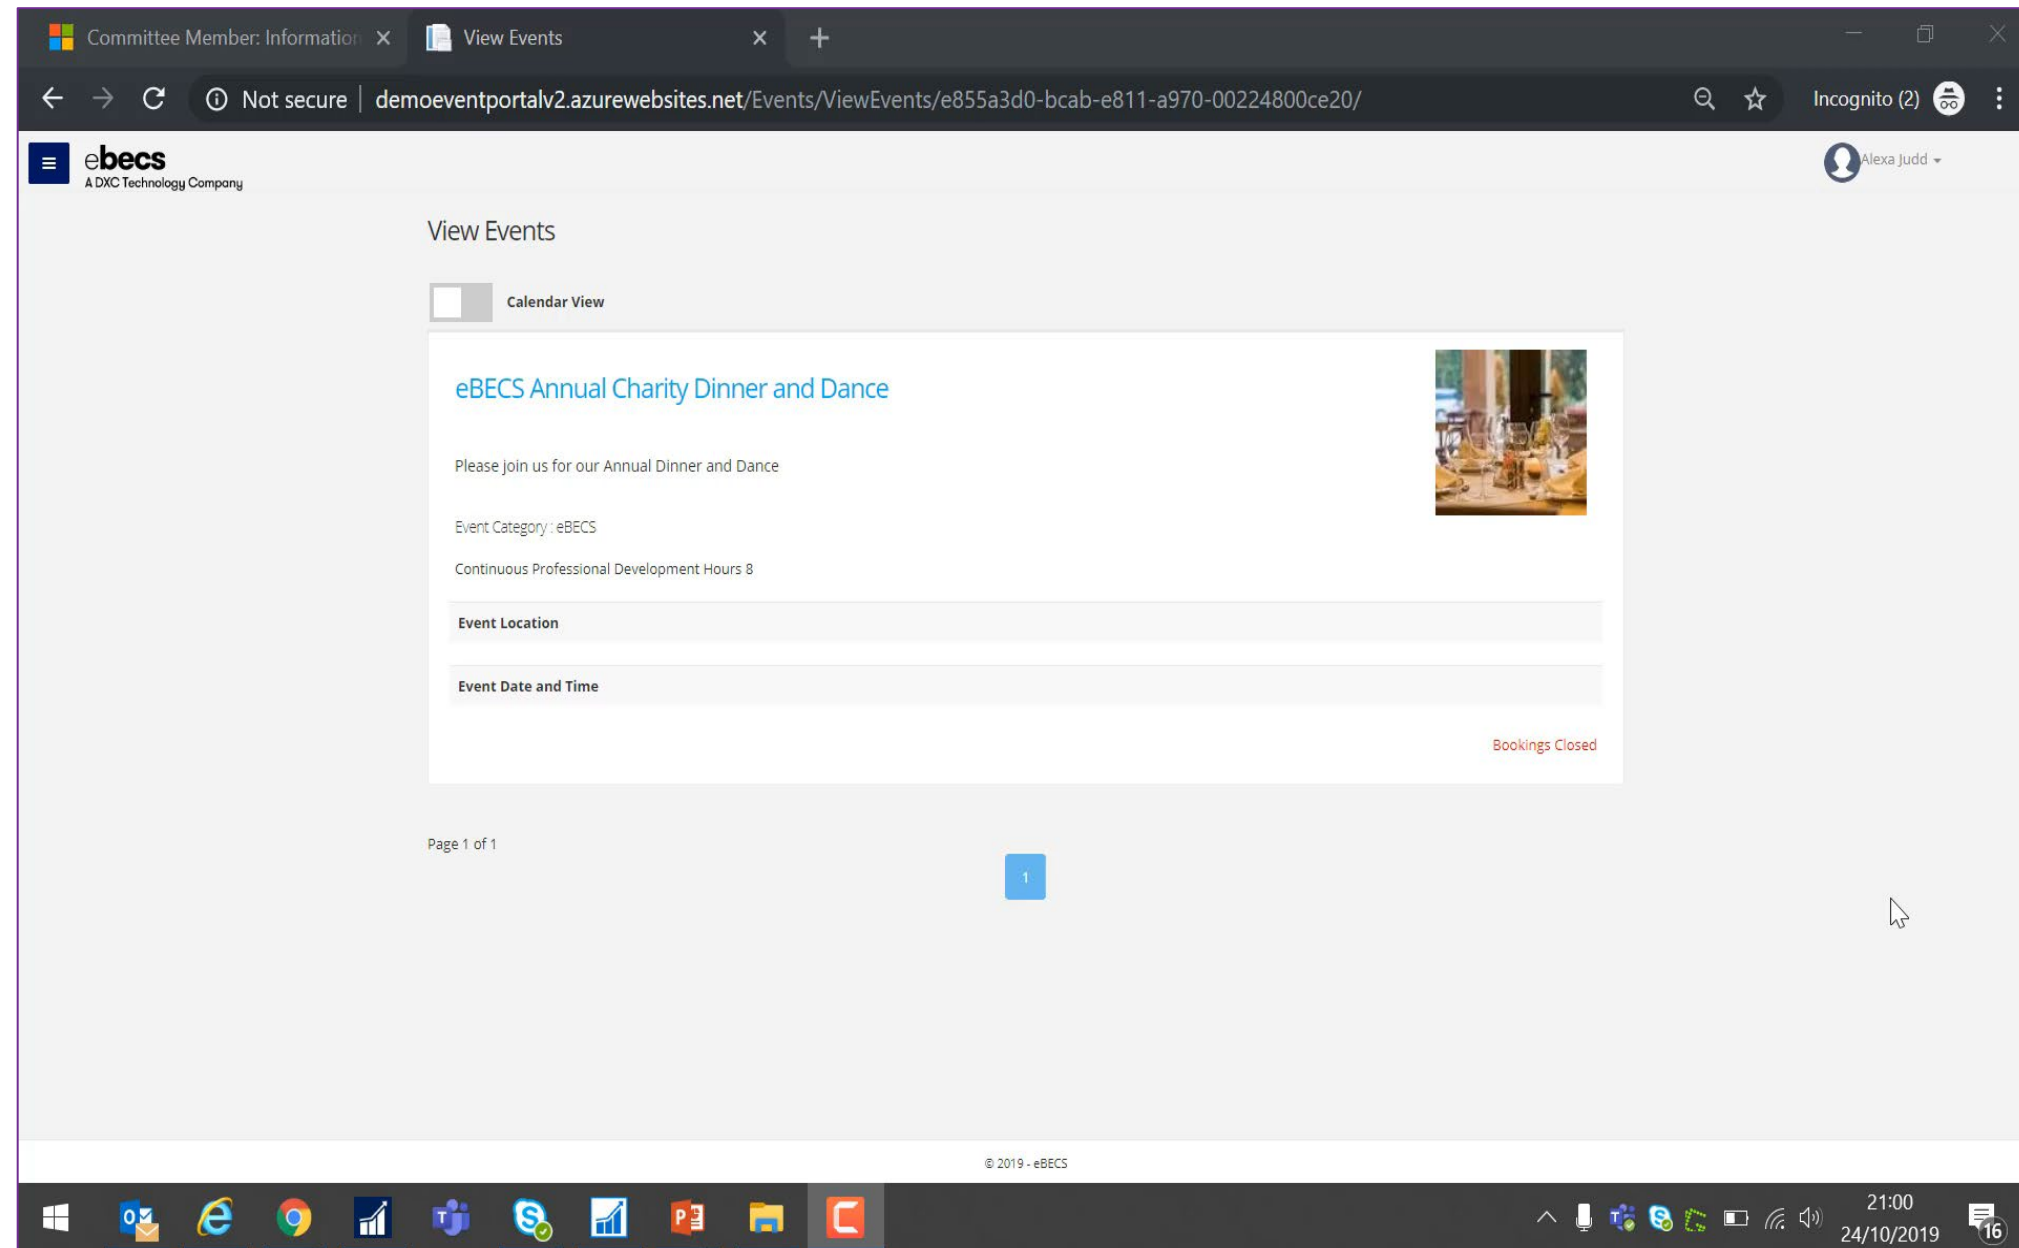 Committee Member: Information
View Events
Not secure | demoeventportalv2.azurewebsites.net/Events/ViewEvents/e855a3d0-bcab-e811-a970-00224800ce20/
Incognito (2)
ebecs
A DXC Technology Company
Alexa Judd
View Events
Calendar View
eBECS Annual Charity Dinner and Dance
Please join us for our Annual Dinner and Dance
Event Category : eBECS
Continuous Professional Development Hours 8
Event Location
Event Date and Time
Bookings Closed
Page 1 of 1
1
© 2019 - eBECS
21:00
24/10/2019
16